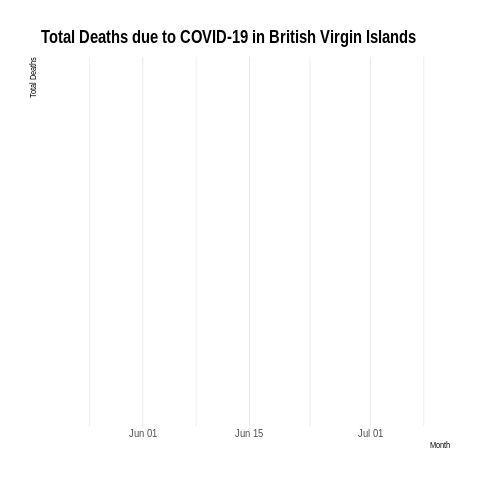 Total Deaths due to COVID-19 in British Virgin Islands
Total Deaths
Jun 01
Jun 15
Jul 01
Month